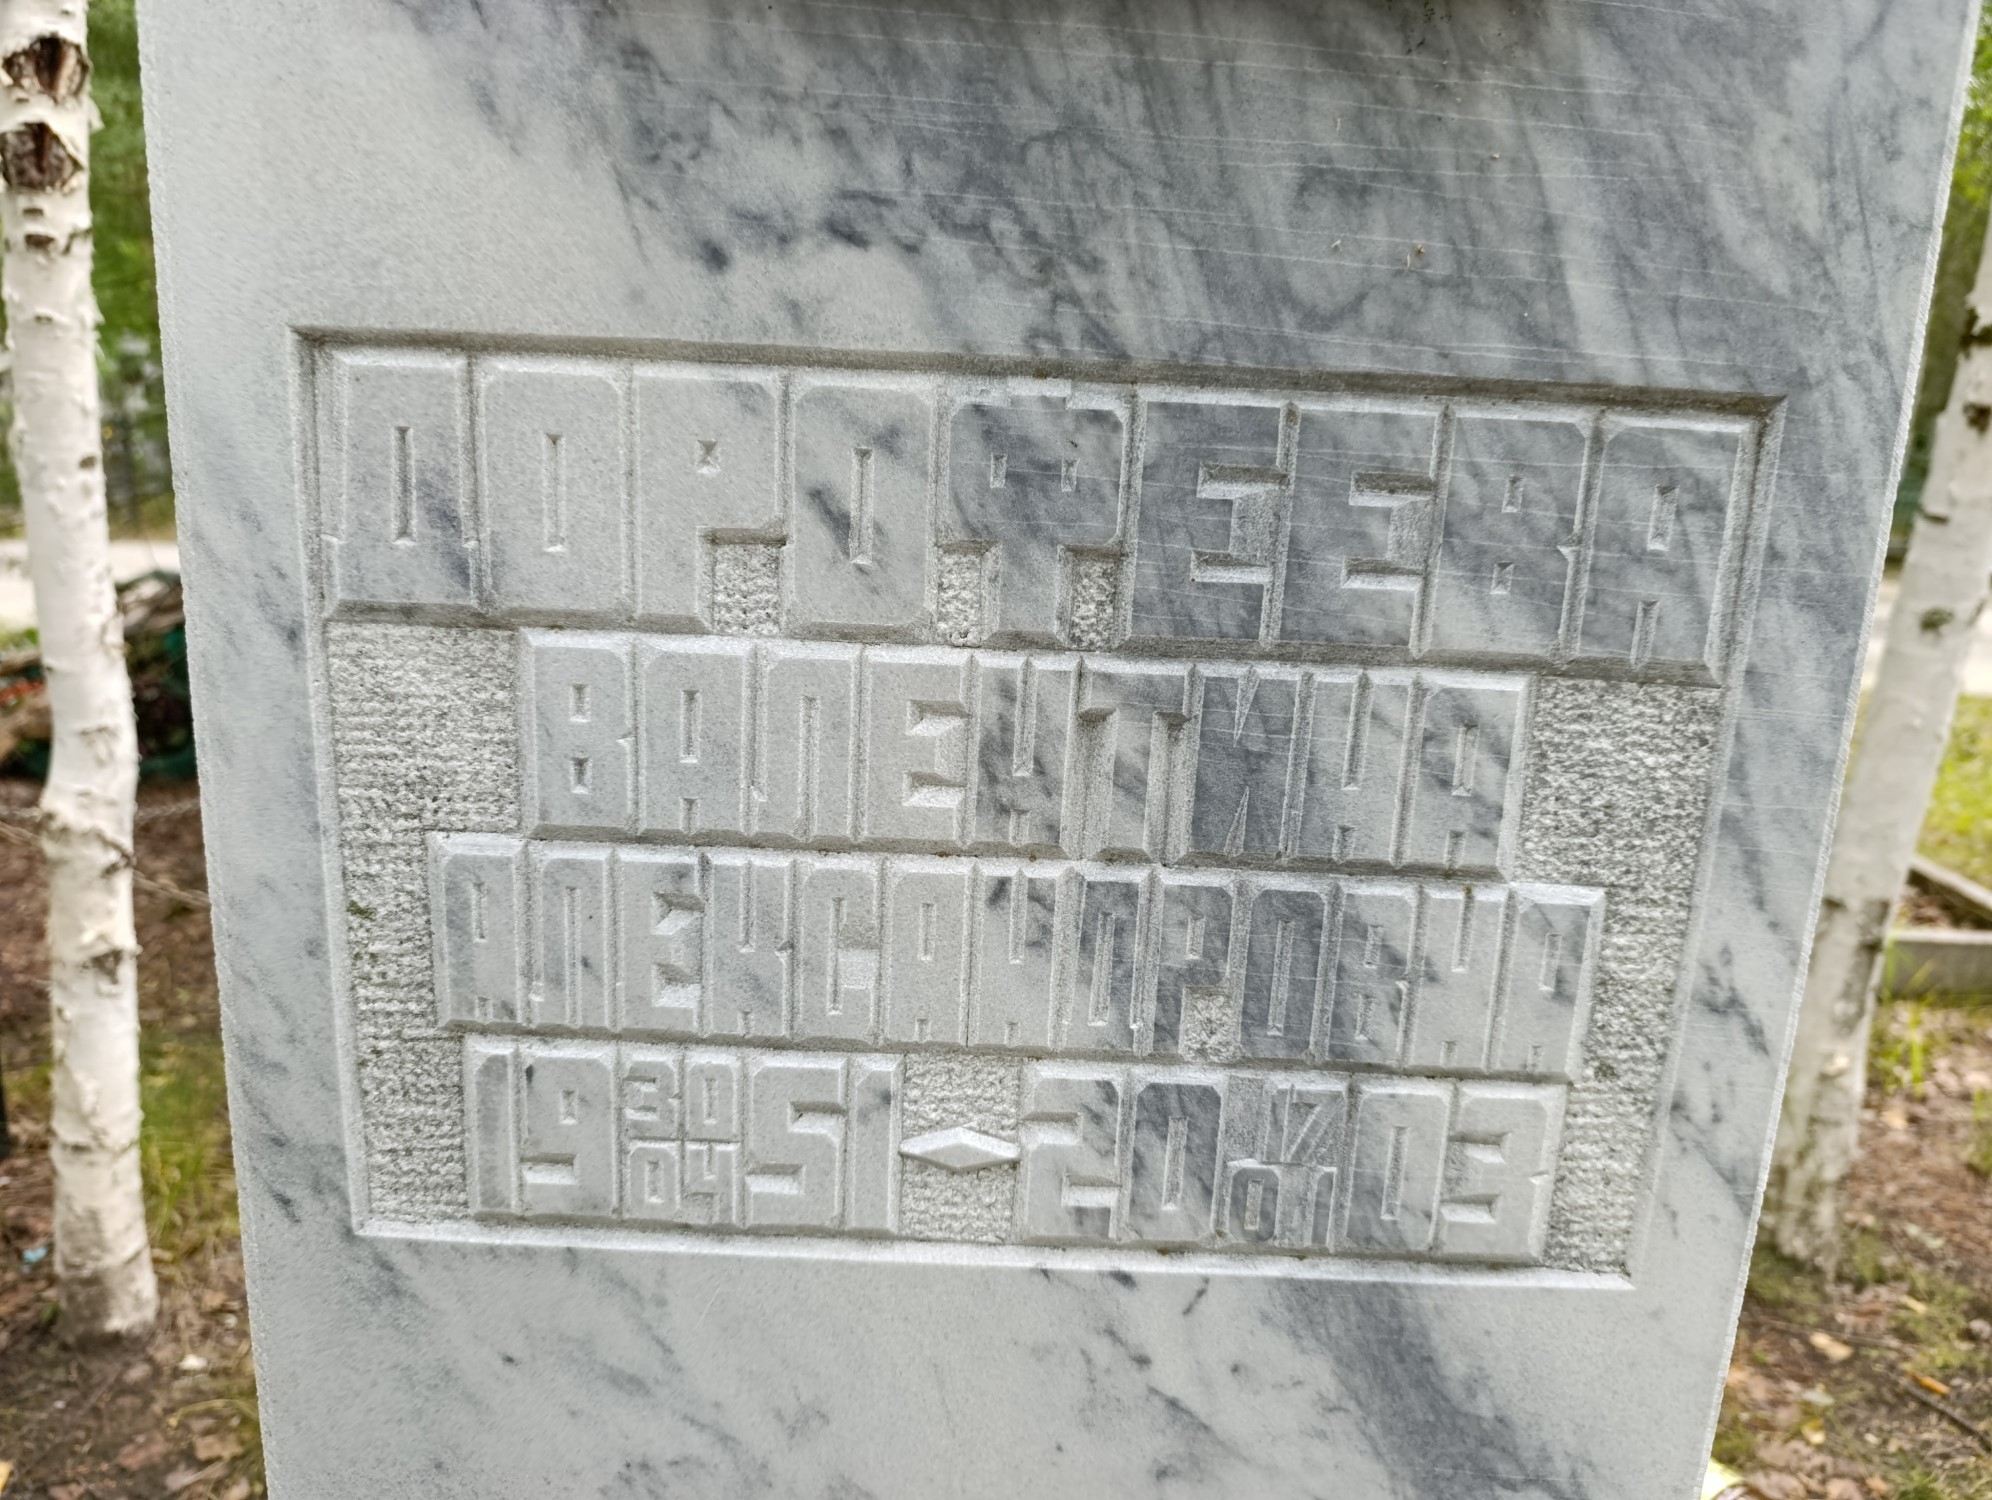 ДОРОФЕЕВА
ВАЛЕНТИНА
АЛЕКСАНДРОВНА
19 30/04 51 20 17/01 03